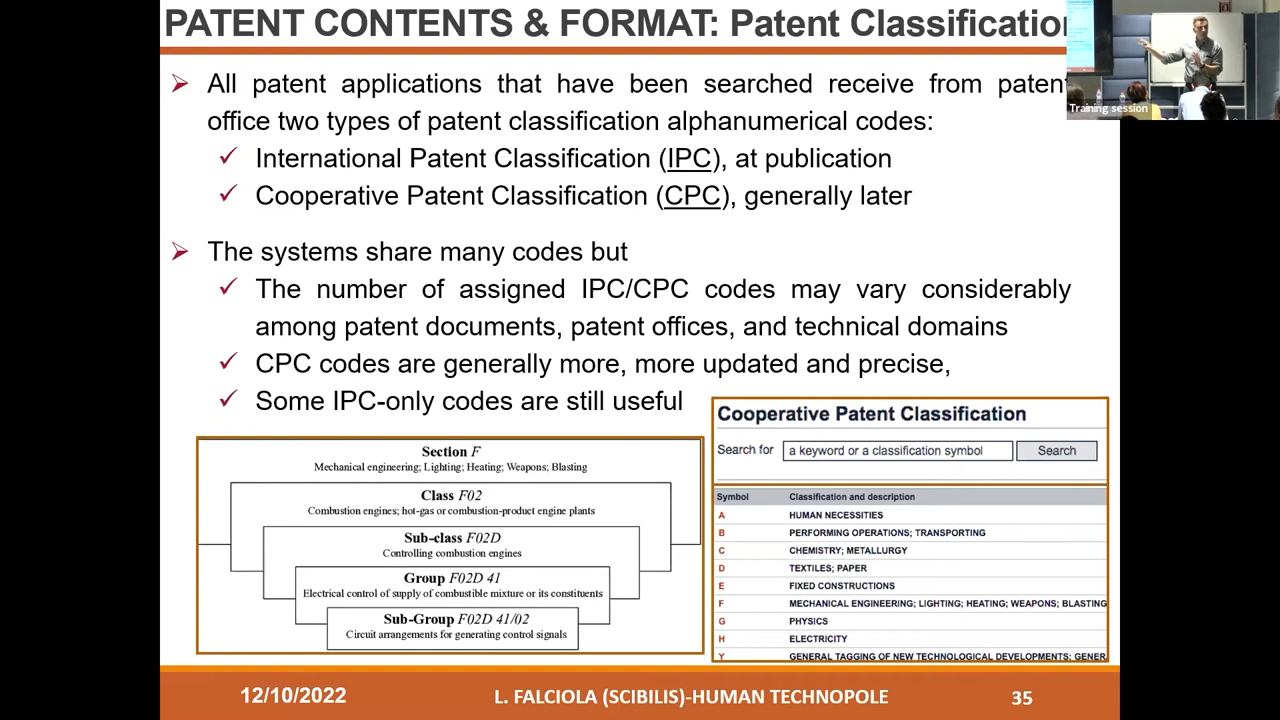 PATENT CONTENTS & FORMAT: Patent Classificatio
Training session
➢ All patent applications that have been searched receive from paten
office two types of patent classification alphanumerical codes:
✓ International Patent Classification (IPC), at publication
✓ Cooperative Patent Classification (CPC), generally later
➢ The systems share many codes but
✓ The number of assigned IPC/CPC codes may vary considerably
among patent documents, patent offices, and technical domains
✓ CPC codes are generally more, more updated and precise,
✓ Some IPC-only codes are still useful
Section F
Mechanical engineering; Lighting; Heating; Weapons; Blasting
Class F02
Combustion engines; hot-gas or combustion-product engine plants
Sub-class F02D
Controlling combustion engines
Group F02D 41
Electrical control of supply of combustible mixture or its constituents
Sub-Group F02D 41/02
Circuit arrangements for generating control signals
Cooperative Patent Classification
Search for a keyword or a classification symbol Search
Symbol Classification and description
A HUMAN NECESSITIES
B PERFORMING OPERATIONS; TRANSPORTING
C CHEMISTRY; METALLURGY
D TEXTILES; PAPER
E FIXED CONSTRUCTIONS
F MECHANICAL ENGINEERING; LIGHTING; HEATING; WEAPONS; BLASTING
G PHYSICS
H ELECTRICITY
Y GENERAL TAGGING OF NEW TECHNOLOGICAL DEVELOPMENTS; GENER
12/10/2022 L. FALCIOLA (SCIBILIS)-HUMAN TECHNOPOLE 35